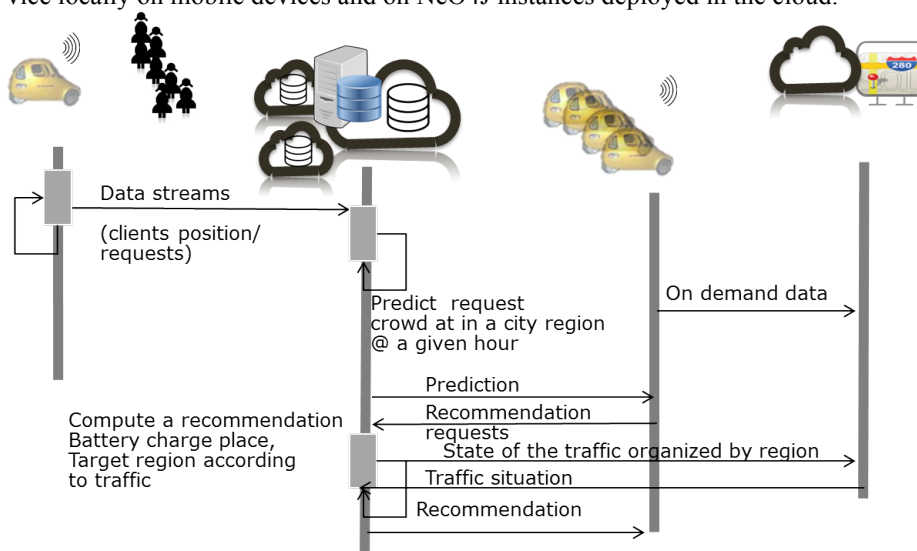 vice locally on mobile devices and on NeO4J instances deployed in the cloud.
280
Data streams
(clients position/
requests)
Predict request
crowd at in a city region
@ a given hour
On demand data
Prediction
Recommendation
requests
Compute a recommendation
Battery charge place,
Target region according
to traffic
State of the traffic organized by region
Traffic situation
Recommendation